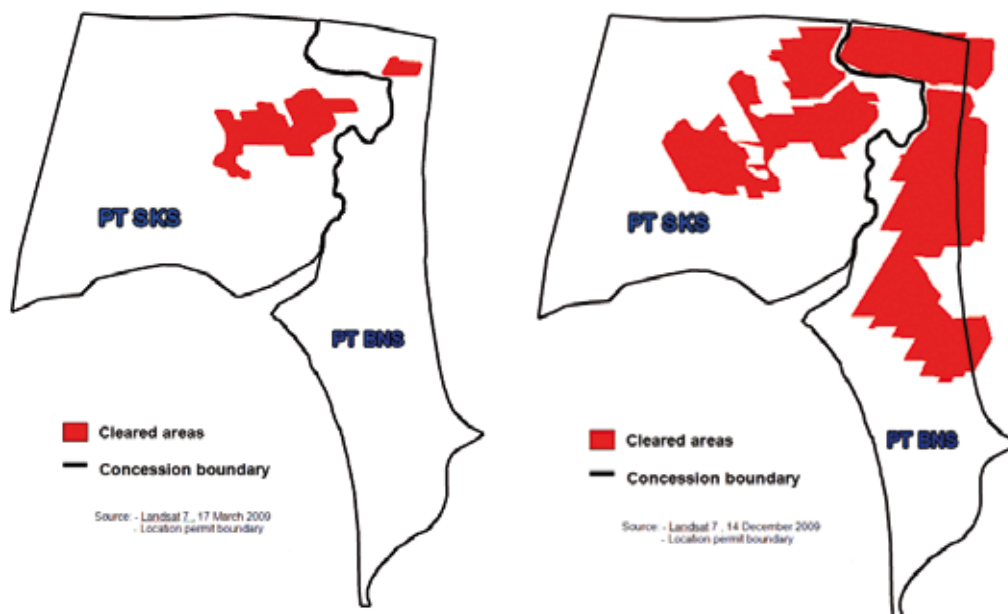 PT SKS
PT BNS
Cleared areas
Concession boundary
Source: - Landsat 7 , 17 March 2009
- Location permit boundary
PT SKS
PT BNS
Cleared areas
Concession boundary
Source: - Landsat 7 , 14 December 2009
- Location permit boundary